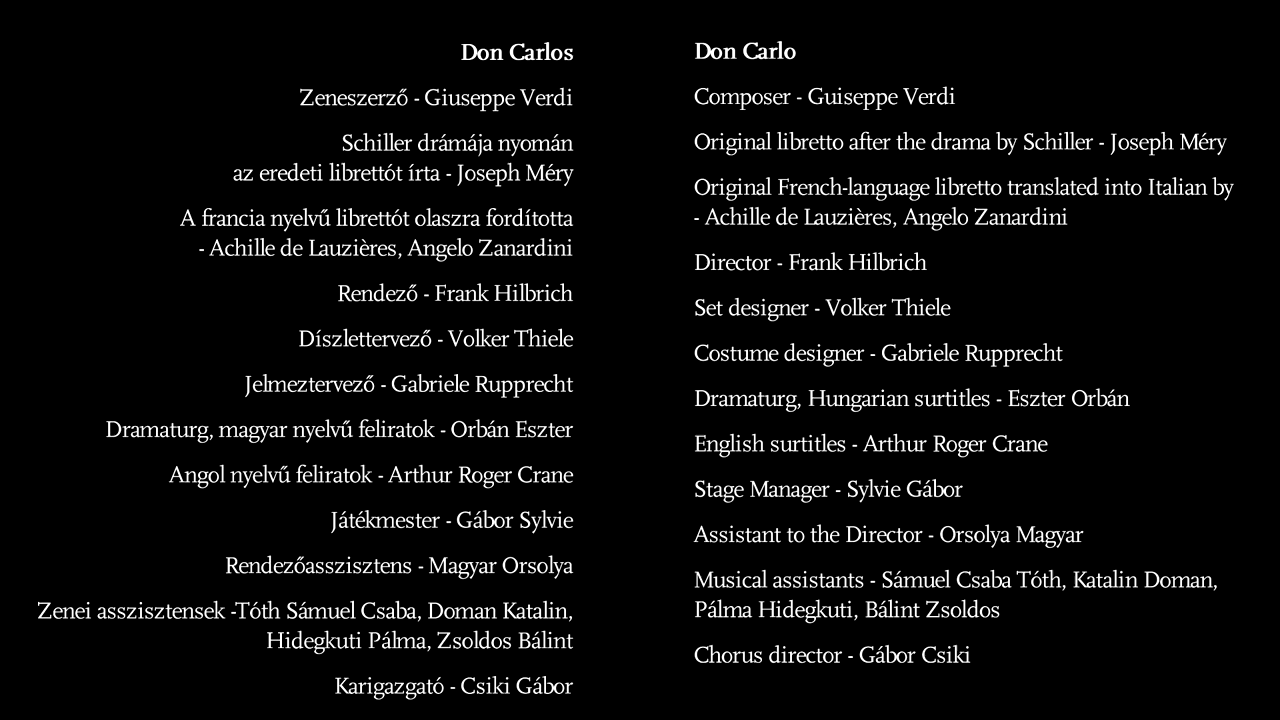 Don Carlos
Zeneszerző - Giuseppe Verdi
Schiller drámája nyomán
az eredeti librettót írta - Joseph Méry
A francia nyelvű librettót olaszra fordította
- Achille de Lauzières, Angelo Zanardini
Rendező - Frank Hilbrich
Díszlettervező - Volker Thiele
Jelmeztervező - Gabriele Rupprecht
Dramaturg, magyar nyelvű feliratok - Orbán Eszter
Angol nyelvű feliratok - Arthur Roger Crane
Játékmester - Gábor Sylvie
Rendezőasszisztens - Magyar Orsolya
Zenei asszisztensek -Tóth Sámuel Csaba, Doman Katalin,
Hidegkuti Pálma, Zsoldos Bálint
Karigazgató - Csiki Gábor
Don Carlo
Composer - Guiseppe Verdi
Original libretto after the drama by Schiller - Joseph Méry
Original French-language libretto translated into Italian by
- Achille de Lauzières, Angelo Zanardini
Director - Frank Hilbrich
Set designer - Volker Thiele
Costume designer - Gabriele Rupprecht
Dramaturg, Hungarian surtitles - Eszter Orbán
English surtitles - Arthur Roger Crane
Stage Manager - Sylvie Gábor
Assistant to the Director - Orsolya Magyar
Musical assistants - Sámuel Csaba Tóth, Katalin Doman,
Pálma Hidegkuti, Bálint Zsoldos
Chorus director - Gábor Csiki